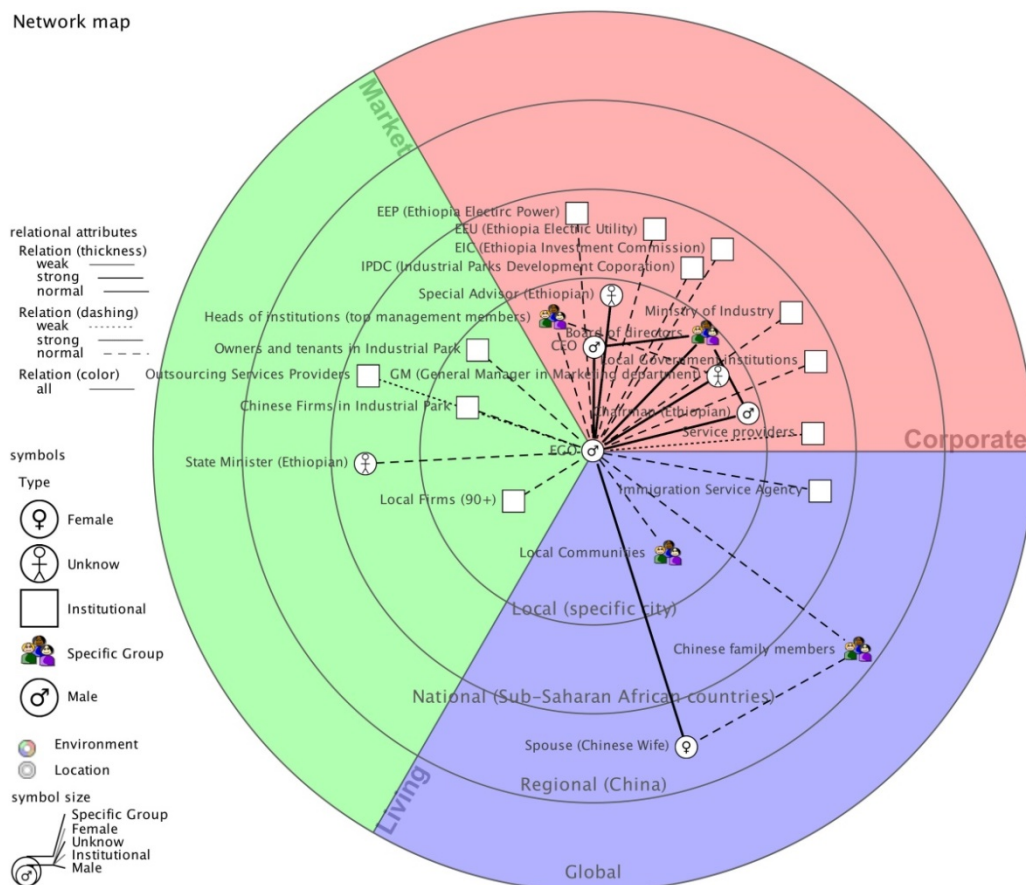 Network map
Market
EEP (Ethiopia Electirc Power)
EEU (Ethiopia Electric Utility)
EIC (Ethiopia Investment Commission)
IPDC (Industrial Parks Development Coporation)
Special Advisor (Ethiopian)
Ministry of Industry
Heads of institutions (top management members)
Board of directors
CEO
Owners and tenants in Industrial Park
Local Government Institutions
Outsourcing Services Providers
GM (General Manager in Marketing department)
Chinese Firms in Industrial Park
Chairman (Ethiopian)
Service providers
Corporate
EGO
State Minister (Ethiopian)
Immigration Service Agency
Local Firms (90+)
Local Communities
Local (specific city)
Chinese family members
National (Sub-Saharan African countries)
Spouse (Chinese Wife)
Regional (China)
Living
Global
relational attributes
Relation (thickness)
weak
strong
normal
Relation (dashing)
weak
strong
normal
Relation (color)
all
symbols
Type
Female
Unknow
Institutional
Specific Group
Male
Environment
Location
symbol size
Specific Group
Female
Unknow
Institutional
Male